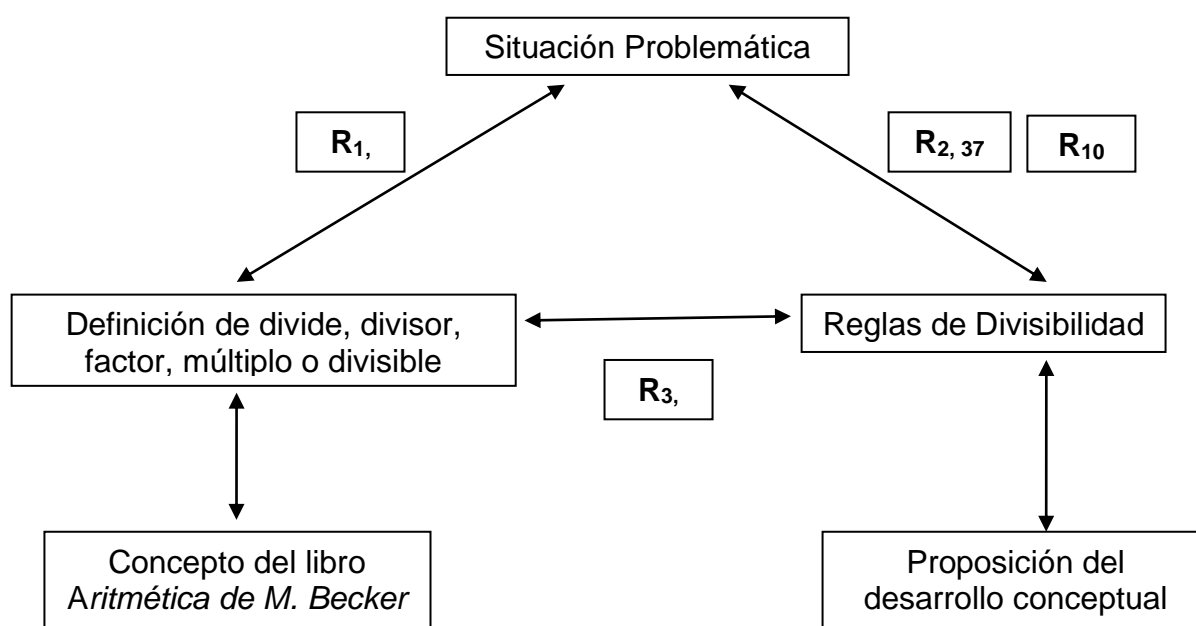 Situación Problemática
R1,
R2, 37
R10
Definición de divide, divisor,
factor, múltiplo o divisible
Reglas de Divisibilidad
R3,
Concepto del libro
Aritmética de M. Becker
Proposición del
desarrollo conceptual